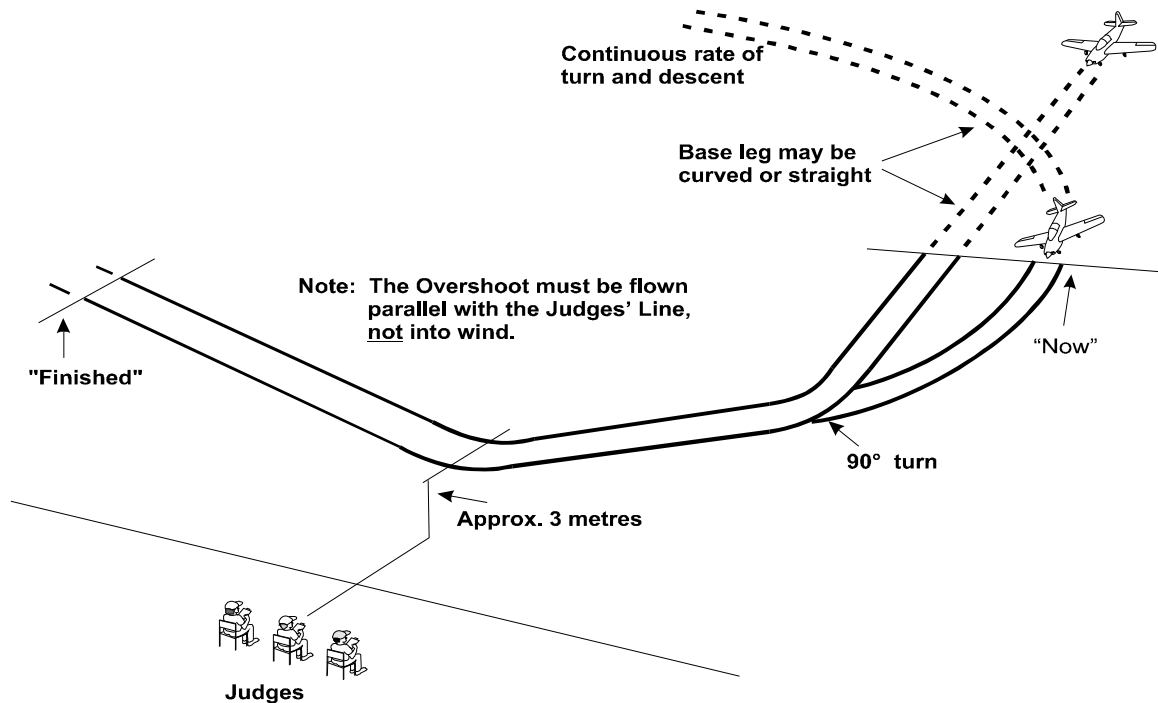 Continuous rate of
turn and descent
Base leg may be
curved or straight
Note: The Overshoot must be flown
parallel with the Judges' Line,
not into wind.
"Finished"
“Now”
90° turn
Approx. 3 metres
Judges